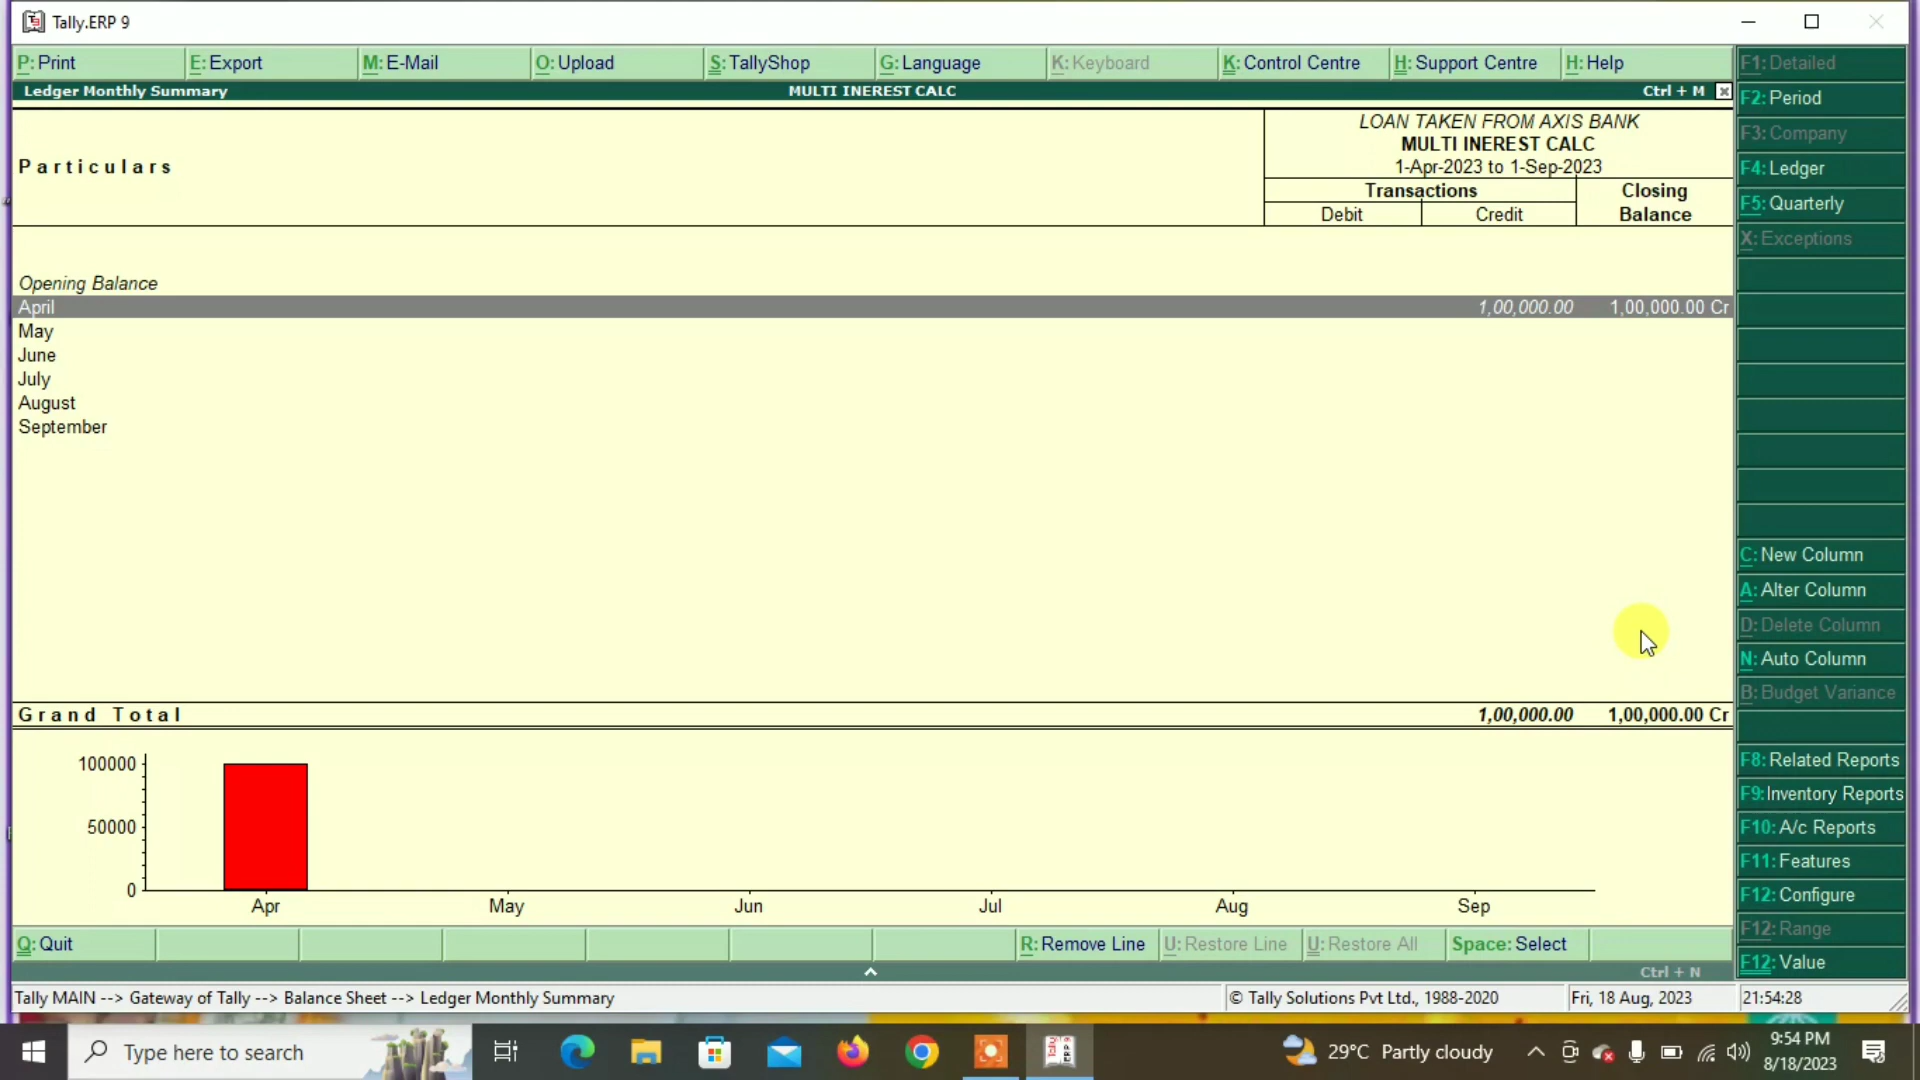 Tally.ERP 9
P: Print E: Export M: E-Mail O: Upload S: TallyShop G: Language K: Keyboard K: Control Centre H: Support Centre H: Help
Ledger Monthly Summary MULTI INEREST CALC Ctrl + M
Particulars
LOAN TAKEN FROM AXIS BANK
MULTI INEREST CALC
1-Apr-2023 to 1-Sep-2023
Transactions Closing
Debit Credit Balance
Opening Balance
April 1,00,000.00 1,00,000.00 Cr
May
June
July
August
September
Grand Total 1,00,000.00 1,00,000.00 Cr
100000
50000
0
Apr May Jun Jul Aug Sep
Q: Quit R: Remove Line U: Restore Line U: Restore All Space: Select
Ctrl + N
F1: Detailed
F2: Period
F3: Company
F4: Ledger
F5: Quarterly
X: Exceptions
C: New Column
A: Alter Column
D: Delete Column
N: Auto Column
B: Budget Variance
F8: Related Reports
F9: Inventory Reports
F10: A/c Reports
F11: Features
F12: Configure
F12: Range
F12: Value
Tally MAIN --> Gateway of Tally --> Balance Sheet --> Ledger Monthly Summary © Tally Solutions Pvt Ltd., 1988-2020 Fri, 18 Aug, 2023 21:54:28
Type here to search 29°C Partly cloudy 9:54 PM
8/18/2023